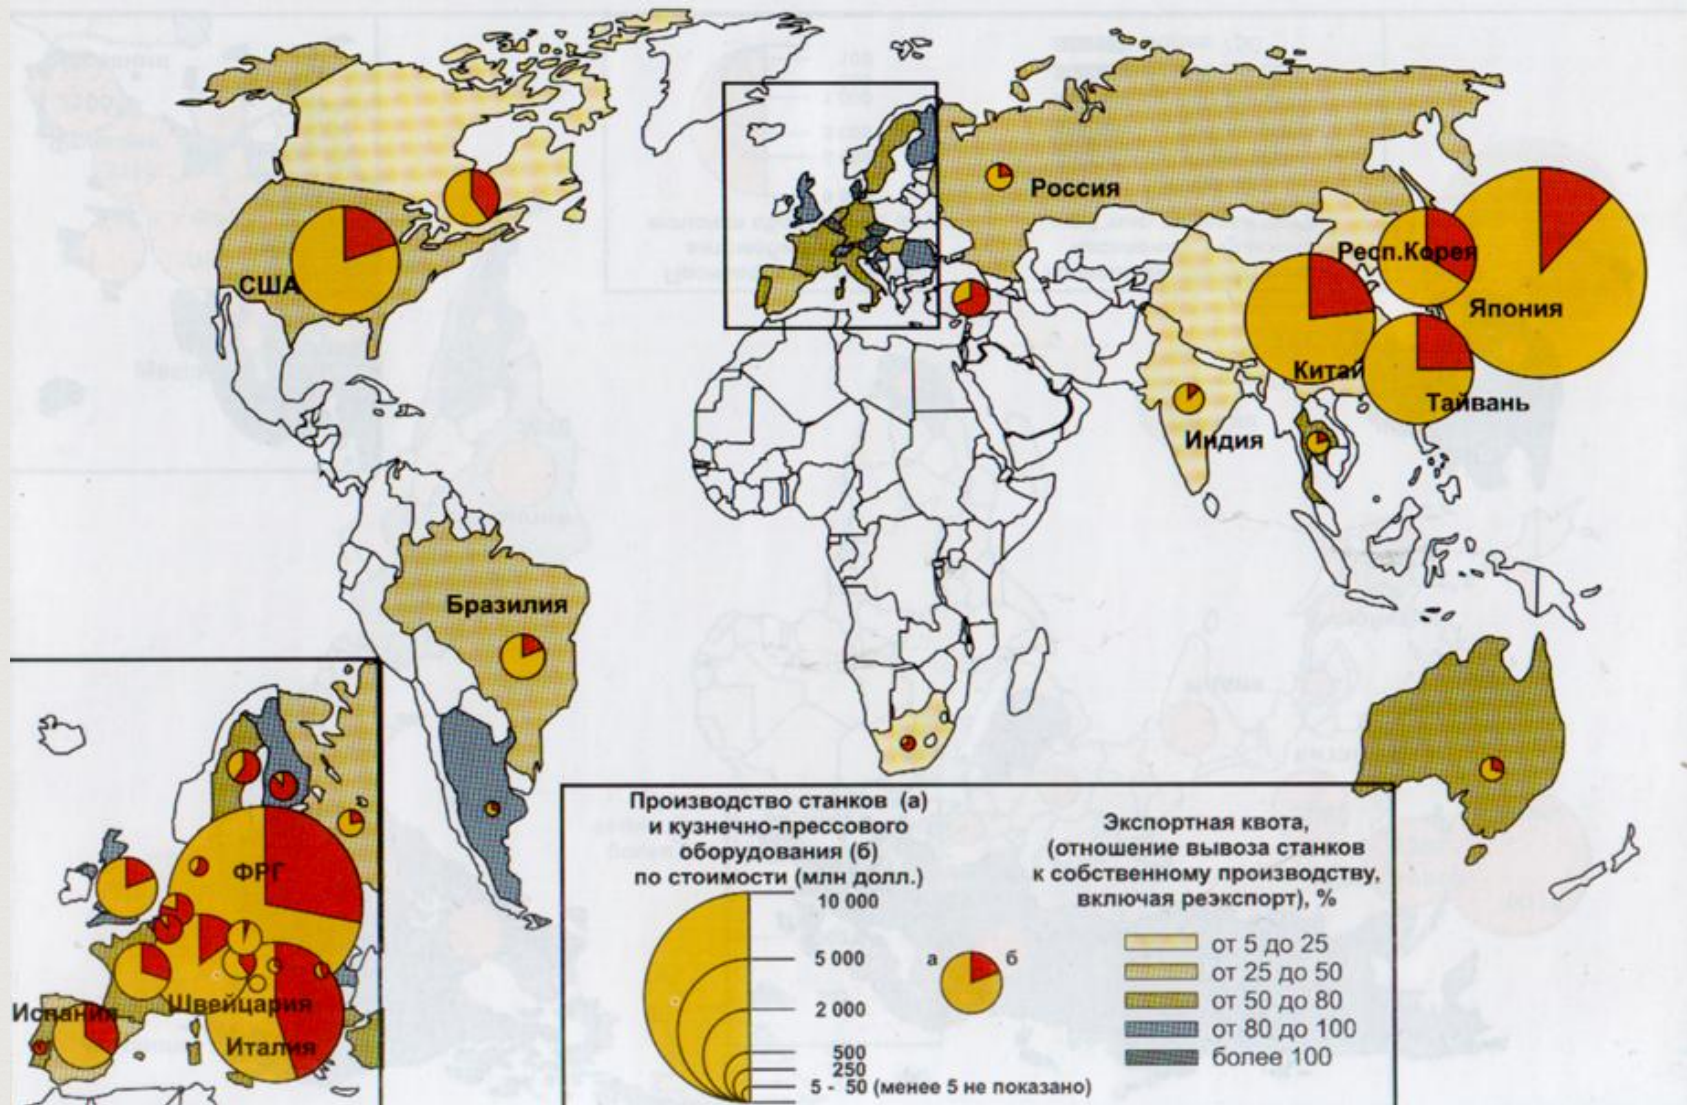 Россия
Респ.Корея
США
Япония
Китай
Тайвань
Индия
Бразилия
ФРГ
Швейцария
Испания
Италия
Производство станков (а)
и кузнечно-прессового
оборудования (б)
по стоимости (млн долл.)
10 000
5 000
2 000
500
250
5 - 50 (менее 5 не показано)
а
б
Экспортная квота,
(отношение вывоза станков
к собственному производству,
включая реэкспорт), %
от 5 до 25
от 25 до 50
от 50 до 80
от 80 до 100
более 100